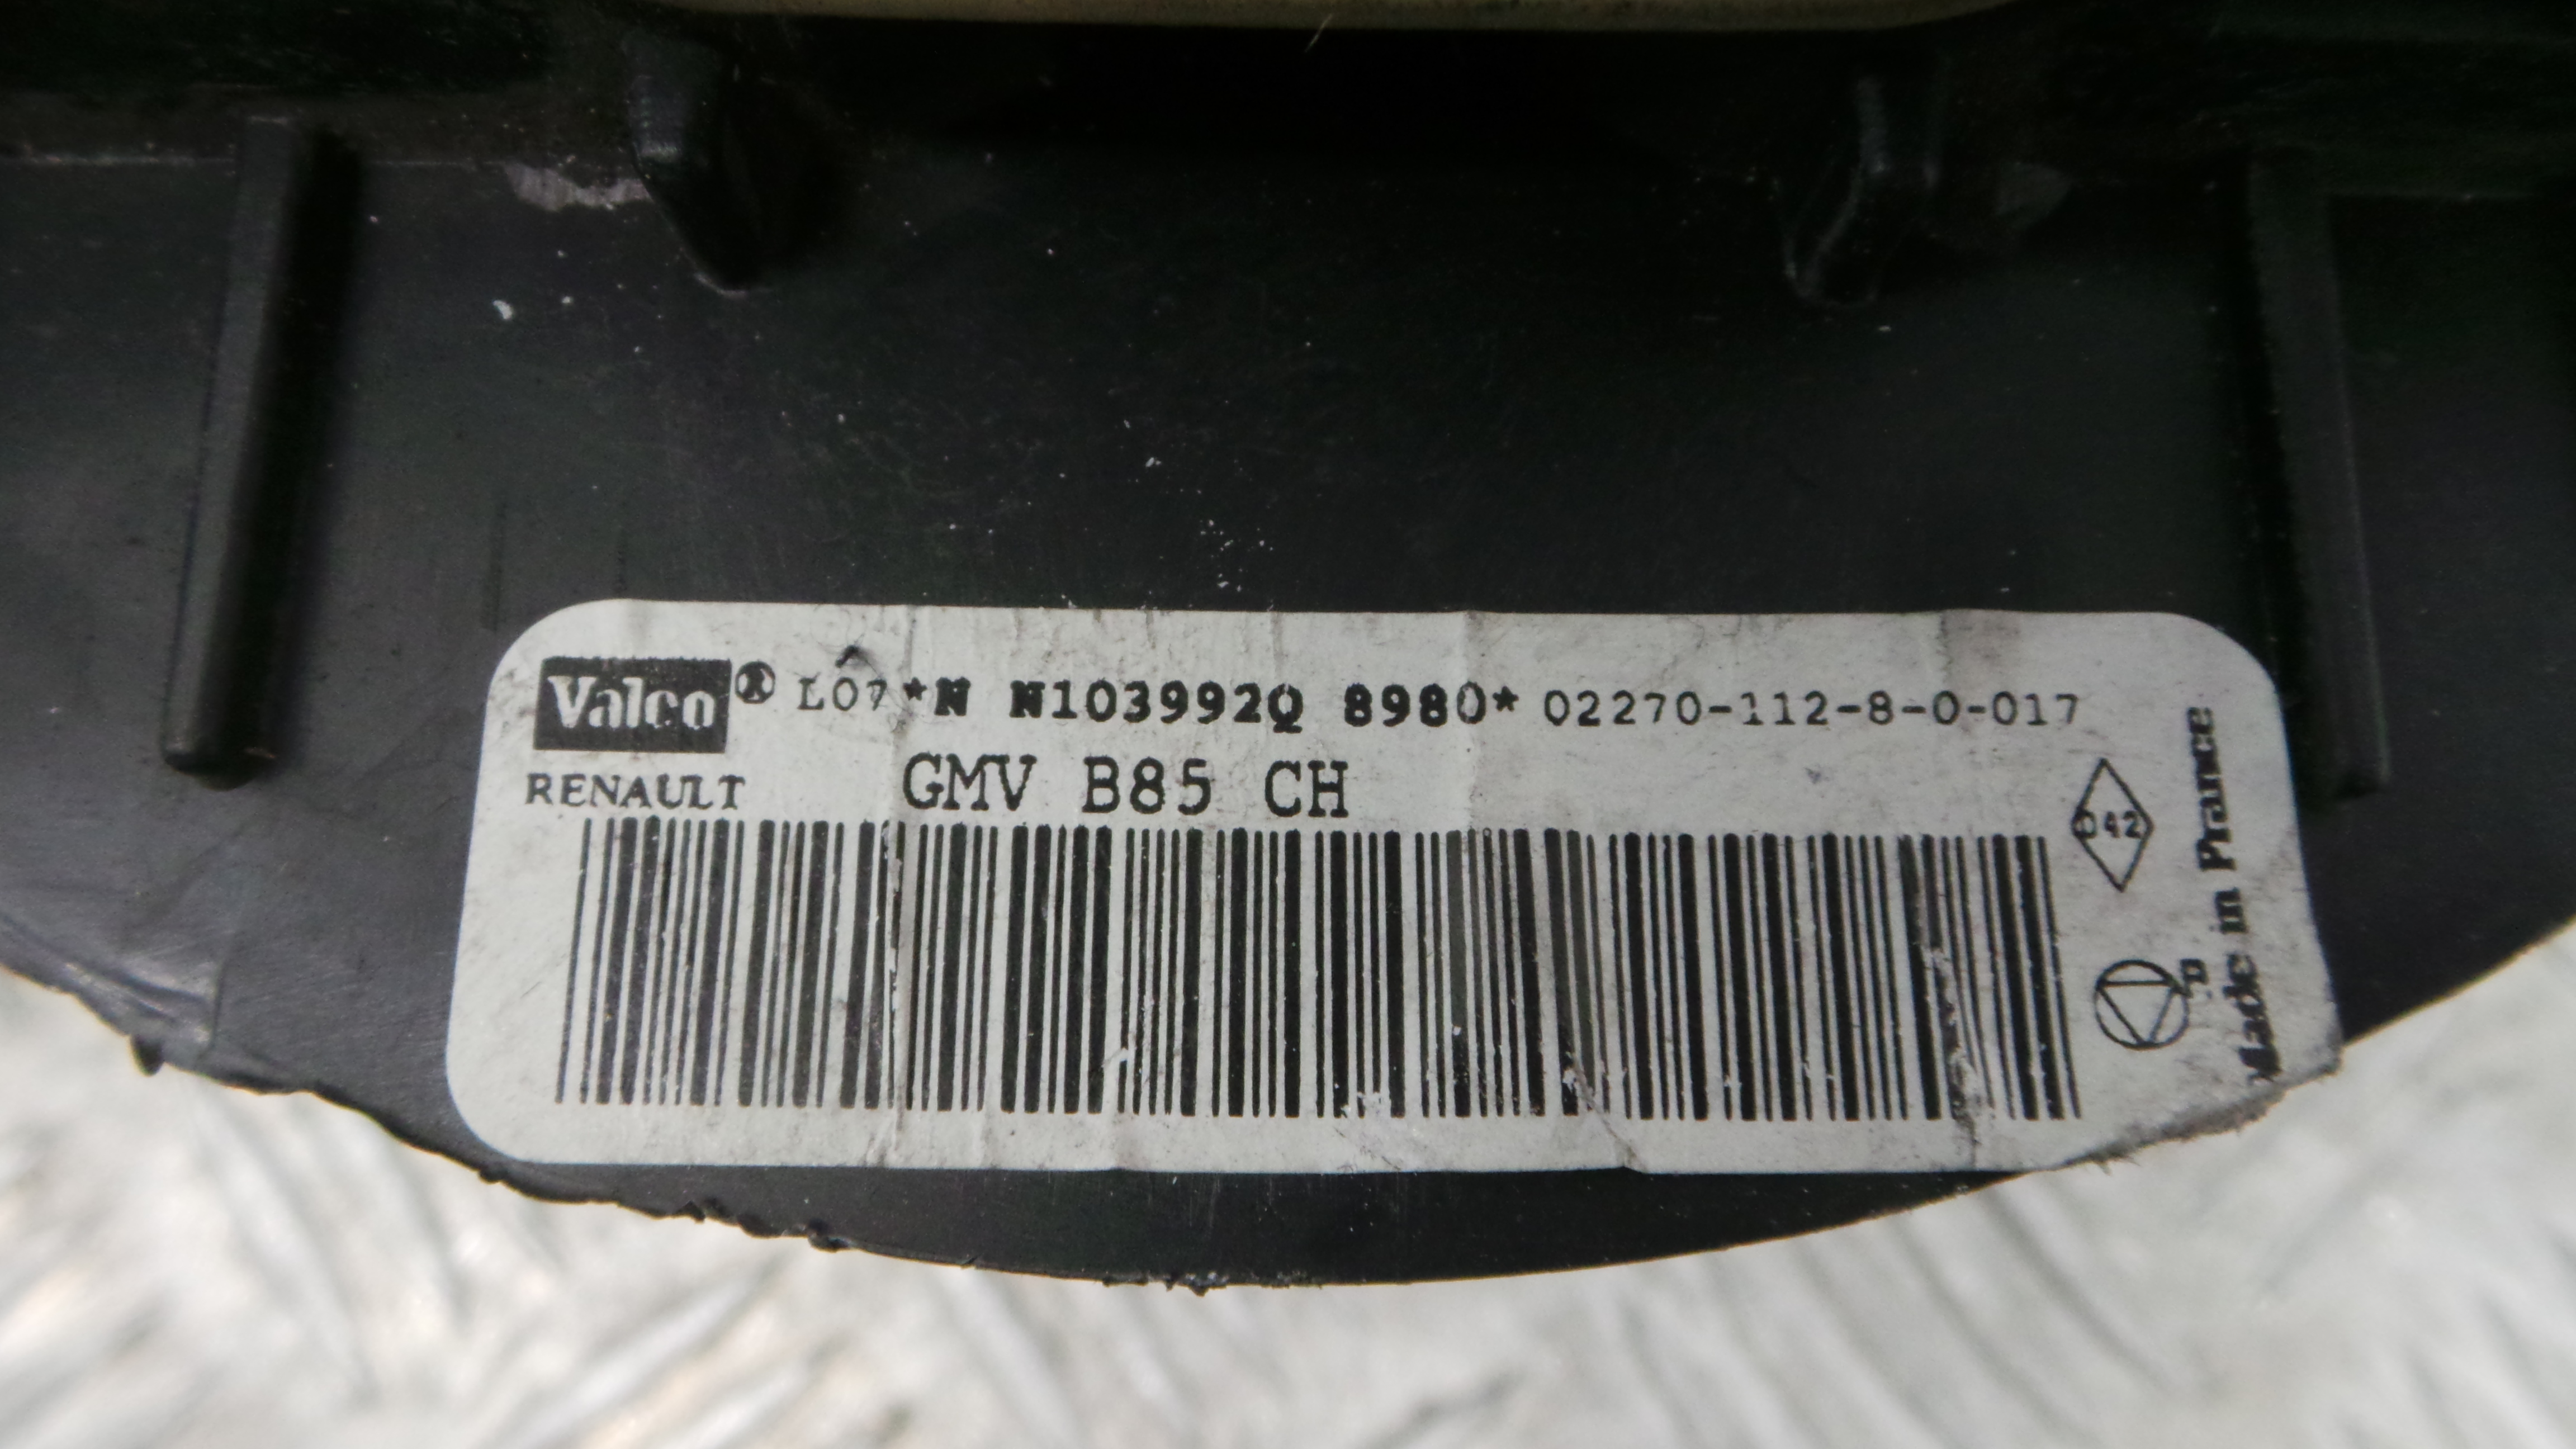 Valeo® L07 *N N103992Q 8980* 02270-112-8-0-017
RENAULT GMV B85 CH
042
D
Made in France